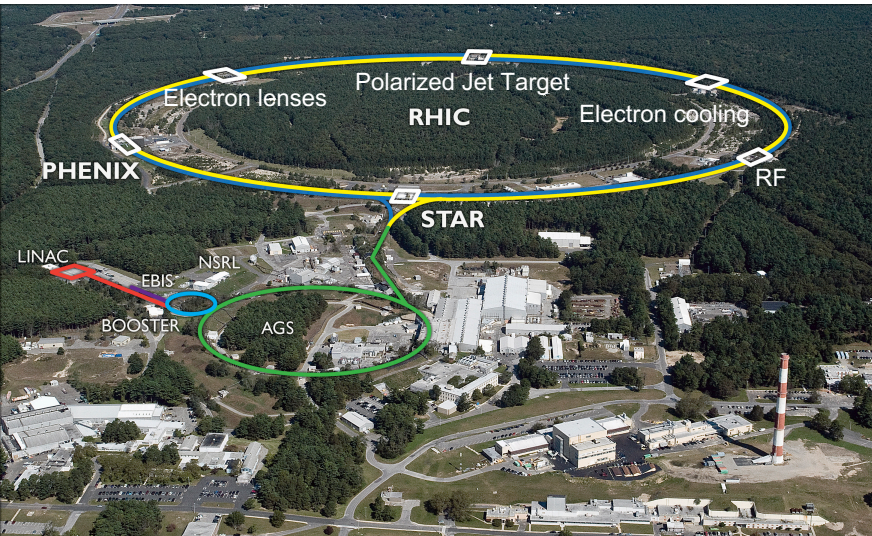 Electron lenses
Polarized Jet Target
Electron cooling
RHIC
PHENIX
RF
STAR
LINAC
EBIS
NSRL
BOOSTER
AGS